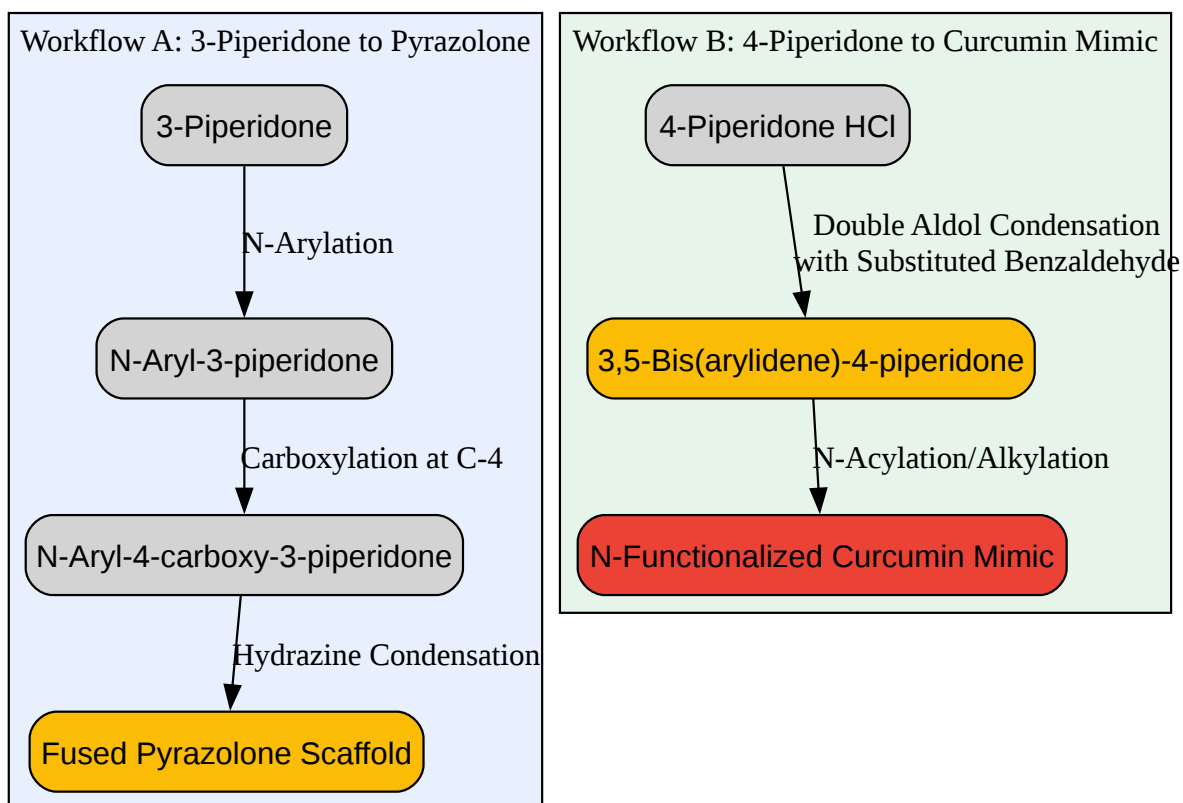 Workflow A: 3-Piperidone to Pyrazolone
3-Piperidone
N-Arylation
N-Aryl-3-piperidone
Carboxylation at C-4
N-Aryl-4-carboxy-3-piperidone
Hydrazine Condensation
Fused Pyrazolone Scaffold
Workflow B: 4-Piperidone to Curcumin Mimic
4-Piperidone HCl
Double Aldol Condensation
with Substituted Benzaldehyde
3,5-Bis(arylidene)-4-piperidone
N-Acylation/Alkylation
N-Functionalized Curcumin Mimic